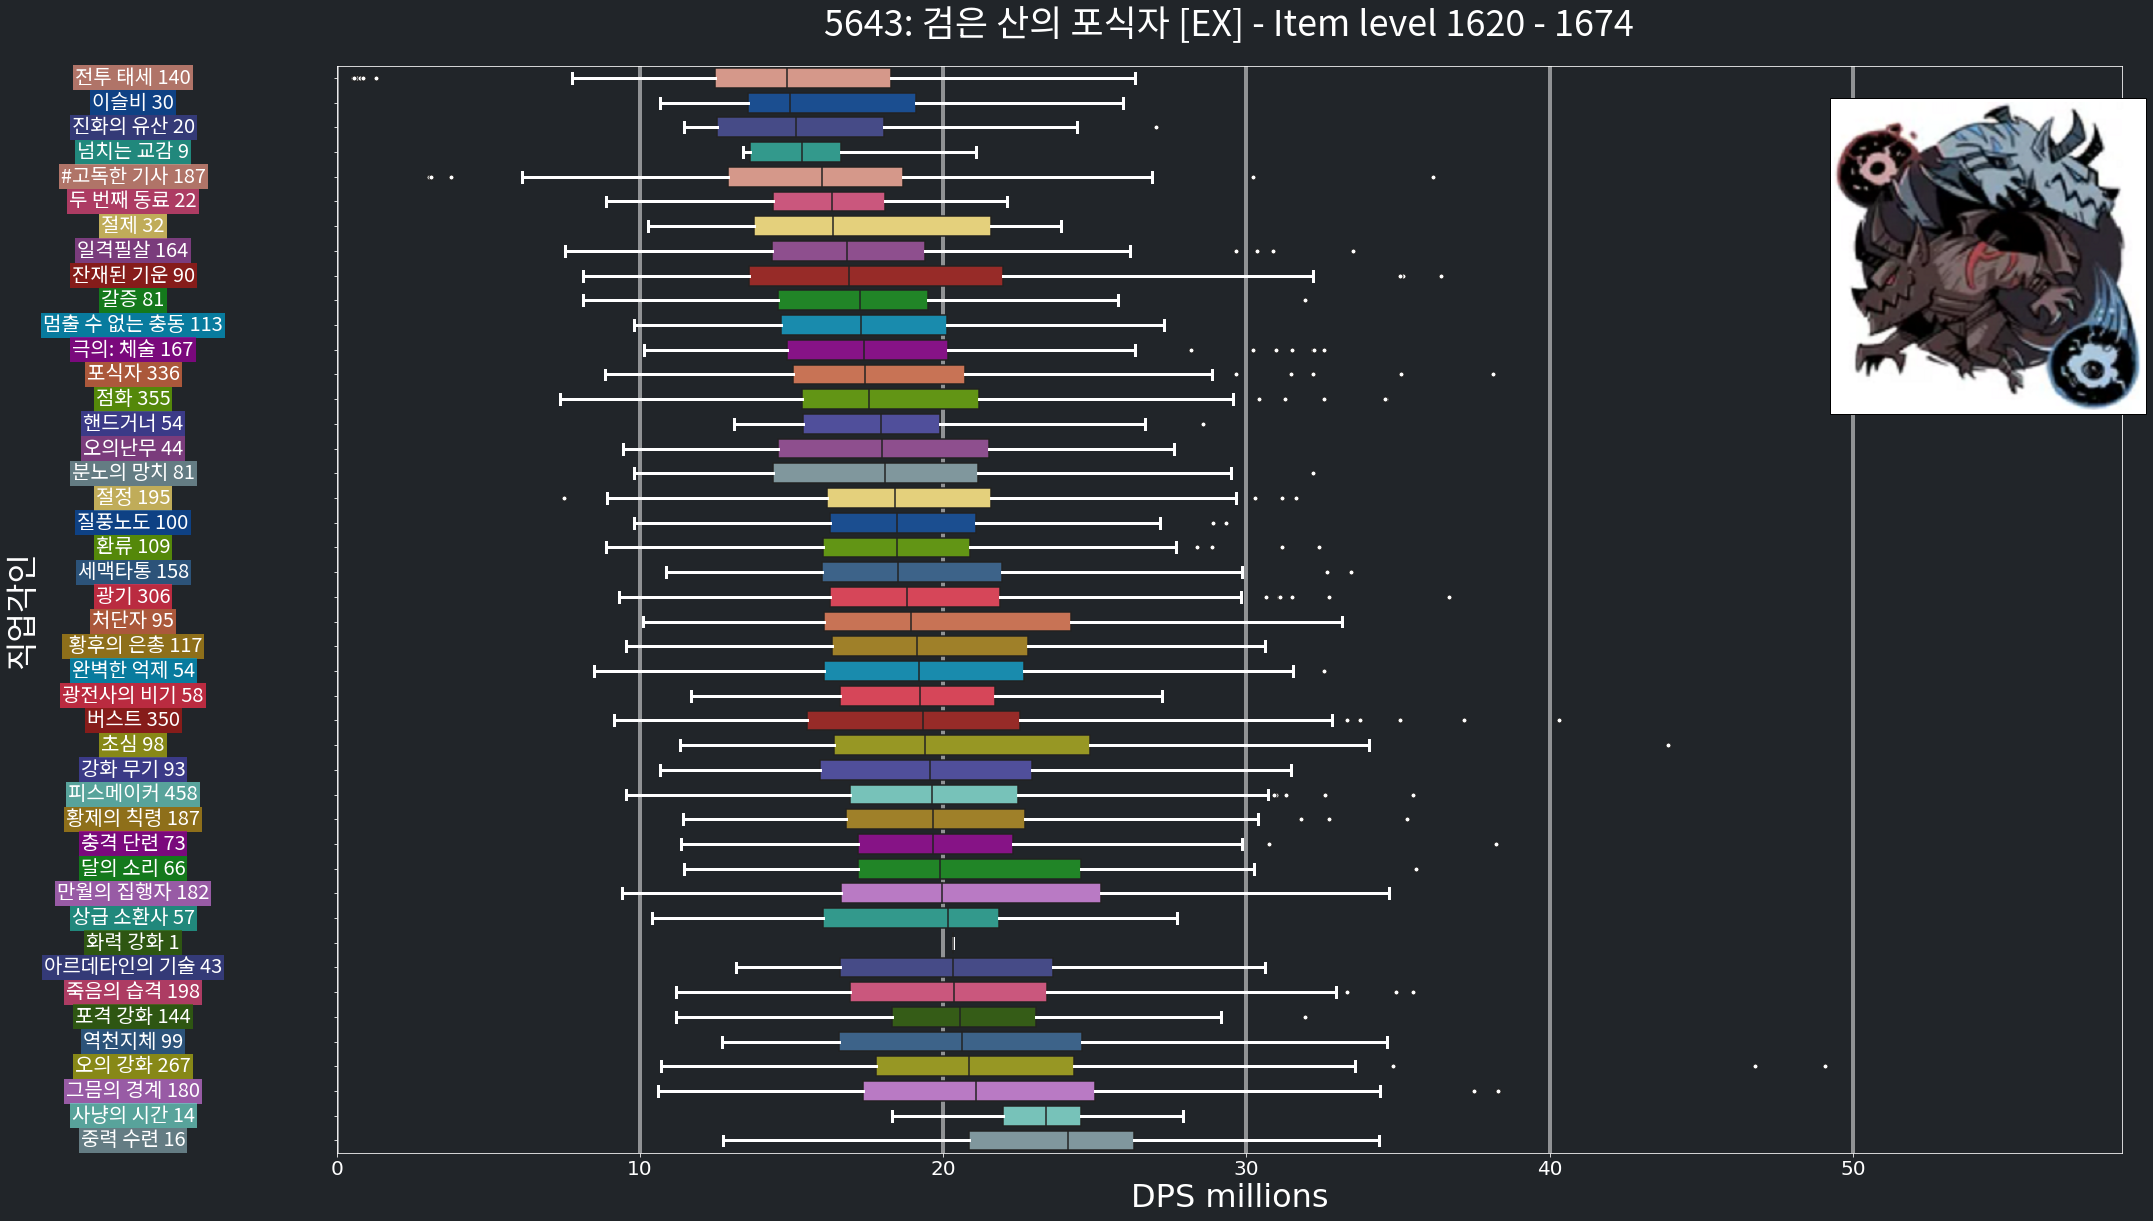 5643: 검은 산의 포식자 [EX] - Item level 1620 - 1674
직업각인
전투 태세 140
이슬비 30
진화의 유산 20
넘치는 교감 9
#고독한 기사 187
두 번째 동료 22
절제 32
일격필살 164
잔재된 기운 90
갈증 81
멈출 수 없는 충동 113
극의: 체술 167
포식자 336
점화 355
핸드거너 54
오의난무 44
분노의 망치 81
절정 195
질풍노도 100
환류 109
세맥타통 158
광기 306
처단자 95
황후의 은총 117
완벽한 억제 54
광전사의 비기 58
버스트 350
초심 98
강화 무기 93
피스메이커 458
황제의 칙령 187
충격 단련 73
달의 소리 66
만월의 집행자 182
상급 소환사 57
화력 강화 1
아르데타인의 기술 43
죽음의 습격 198
포격 강화 144
역천지체 99
오의 강화 267
그믐의 경계 180
사냥의 시간 14
중력 수련 16
0 10 20 30 40 50
DPS millions